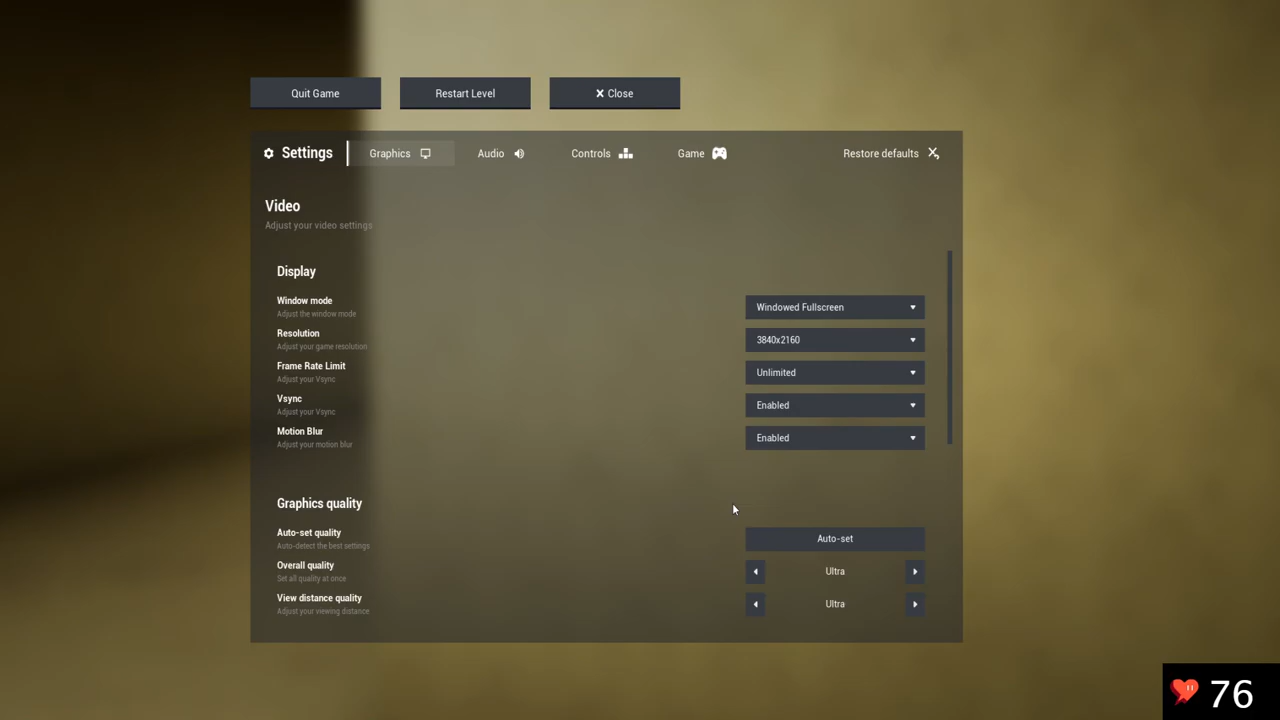 Quit Game
Restart Level
Close
Settings
Graphics
Audio
Controls
Game
Restore defaults
Video
Adjust your video settings
Display
Window mode
Adjust the window mode
Windowed Fullscreen
Resolution
Adjust your game resolution
3840x2160
Frame Rate Limit
Adjust your Vsync
Unlimited
Vsync
Adjust your Vsync
Enabled
Motion Blur
Adjust your motion blur
Enabled
Graphics quality
Auto-set quality
Auto-detect the best settings
Auto-set
Overall quality
Set all quality at once
Ultra
View distance quality
Adjust your viewing distance
Ultra
76